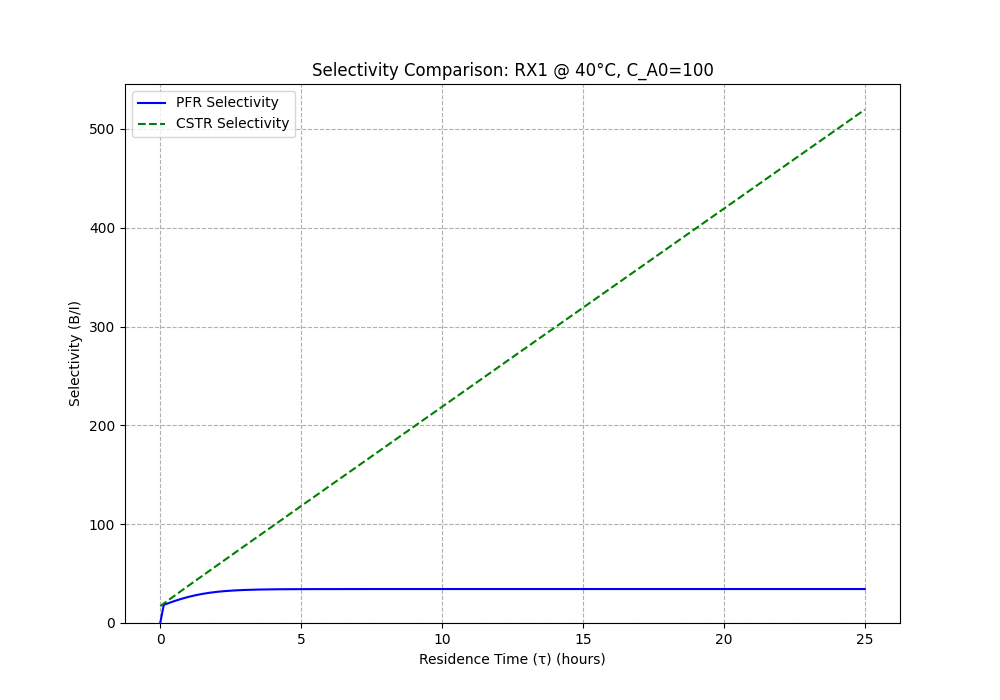 Selectivity Comparison: RX1 @ 40°C, C_A0=100
PFR Selectivity
CSTR Selectivity
500
400
300
200
100
0
Selectivity (B/I)
0 5 10 15 20 25
Residence Time (τ) (hours)